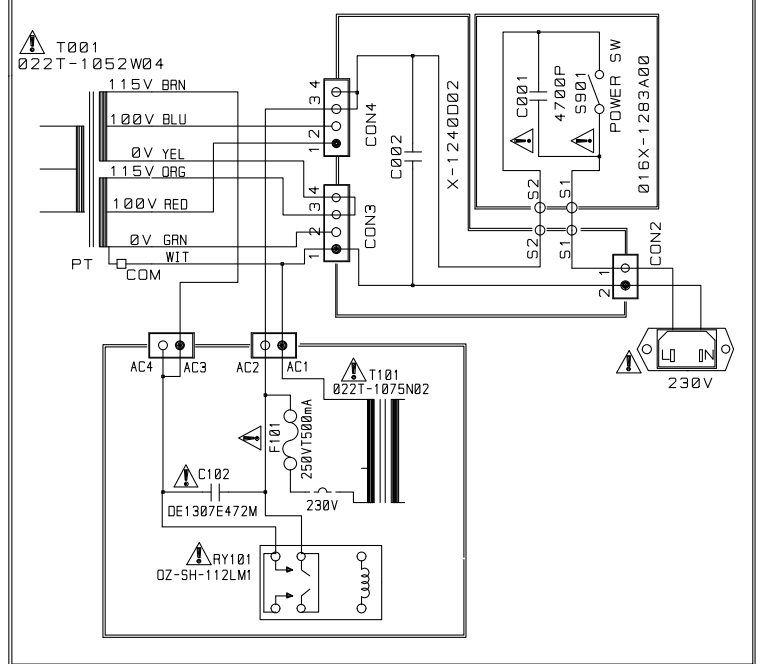 T001
022T-1052W04
115V BRN
100V BLU
0V YEL
115V ORG
100V RED
0V GRN
WIT
PT
COM
4
3
2
1
CON4
4
3
2
1
CON3
C002
X-1240D02
C001
4700P
S901
POWER SW
016X-1283A00
S2
S1
S2
S1
CON2
1
2
L
N
230V
AC4
AC3
AC2
AC1
T101
022T-1075N02
F101
250VT500mA
230V
C102
DE1307E472M
RY101
OZ-SH-112LM1